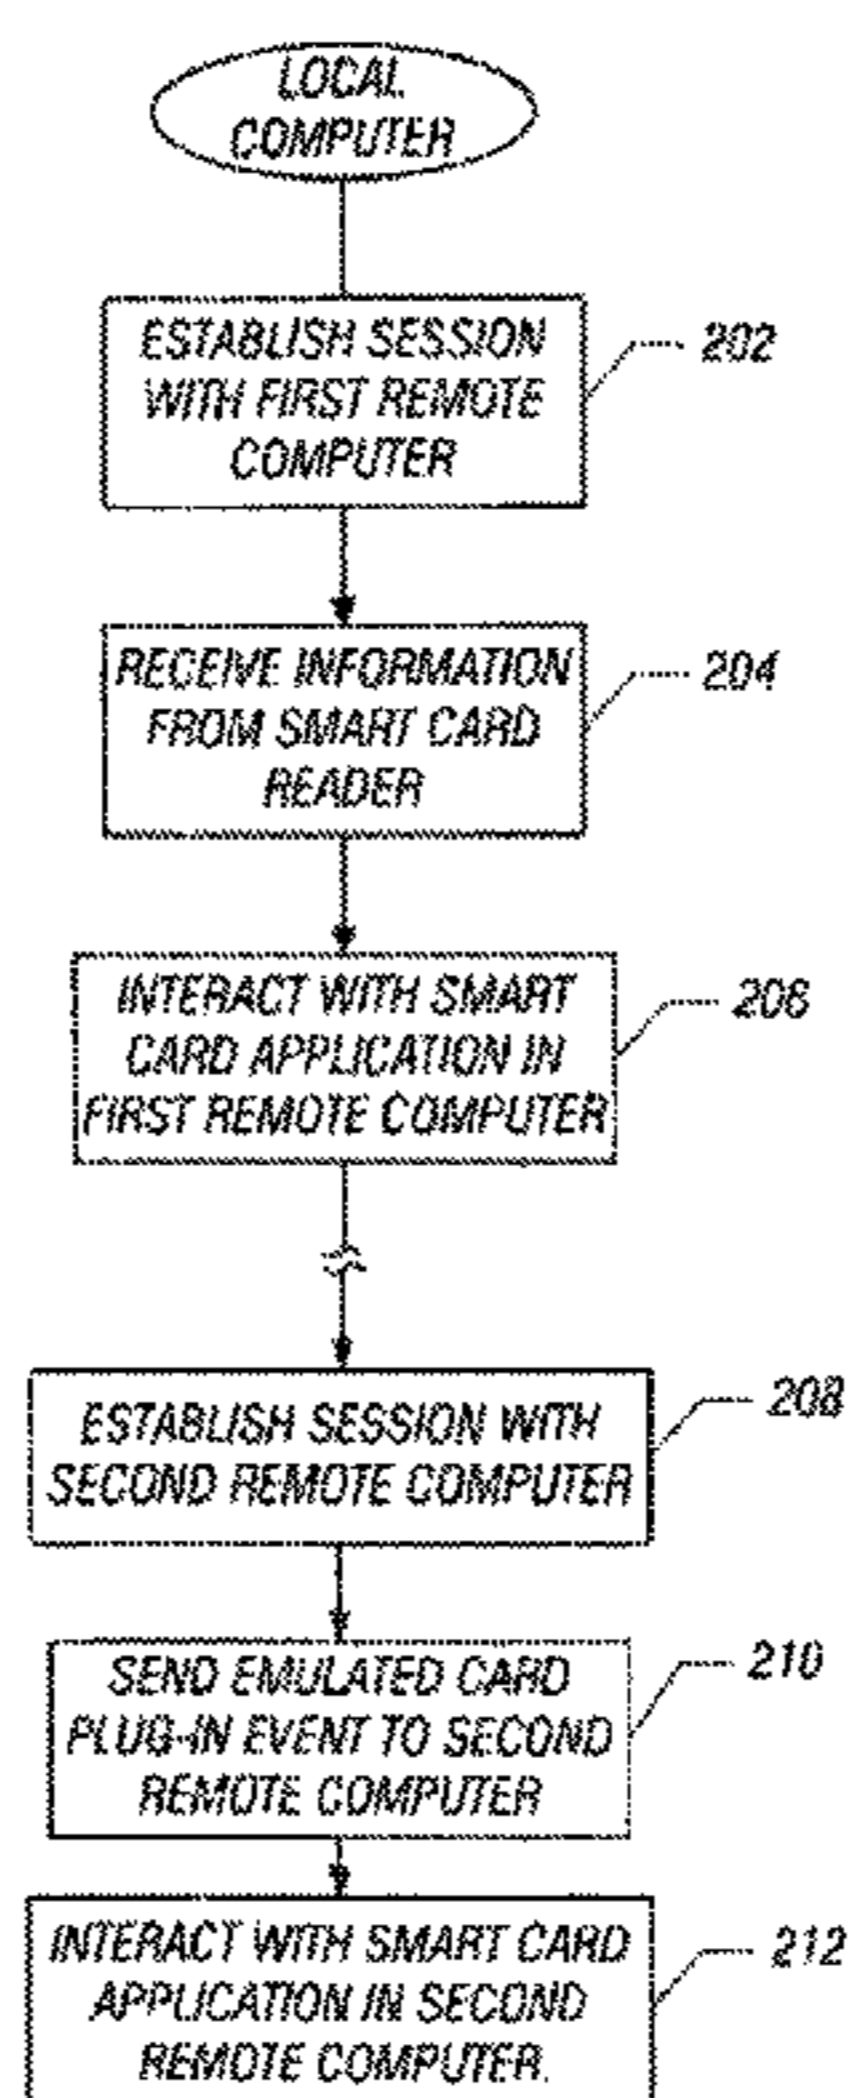 LOCAL
COMPUTER
ESTABLISH SESSION
WITH FIRST REMOTE
COMPUTER
202
RECEIVE INFORMATION
FROM SMART CARD
READER
204
INTERACT WITH SMART
CARD APPLICATION IN
FIRST REMOTE COMPUTER
206
ESTABLISH SESSION WITH
SECOND REMOTE COMPUTER
208
SEND EMULATED CARD
PLUG-IN EVENT TO SECOND
REMOTE COMPUTER
210
INTERACT WITH SMART CARD
APPLICATION IN SECOND
REMOTE COMPUTER.
212